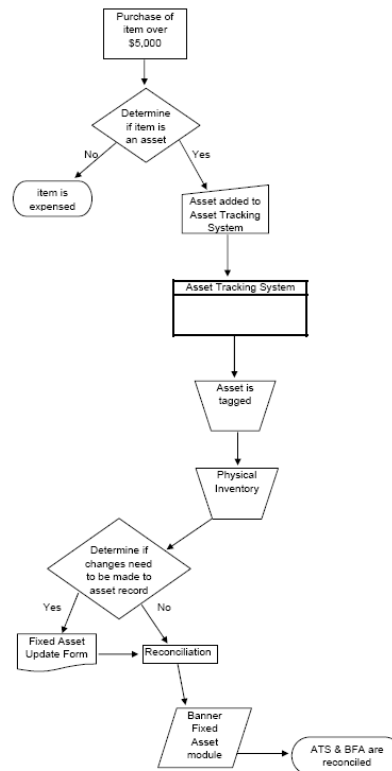 Purchase of
item over
$5,000
Determine
if item is
an asset
No
Yes
item is
expensed
Asset added to
Asset Tracking
System
Asset Tracking System
Asset is
tagged
Physical
Inventory
Determine if
changes need
to be made to
asset record
Yes
No
Fixed Asset
Update Form
Reconciliation
Banner
Fixed
Asset
module
ATS & BFA are
reconciled